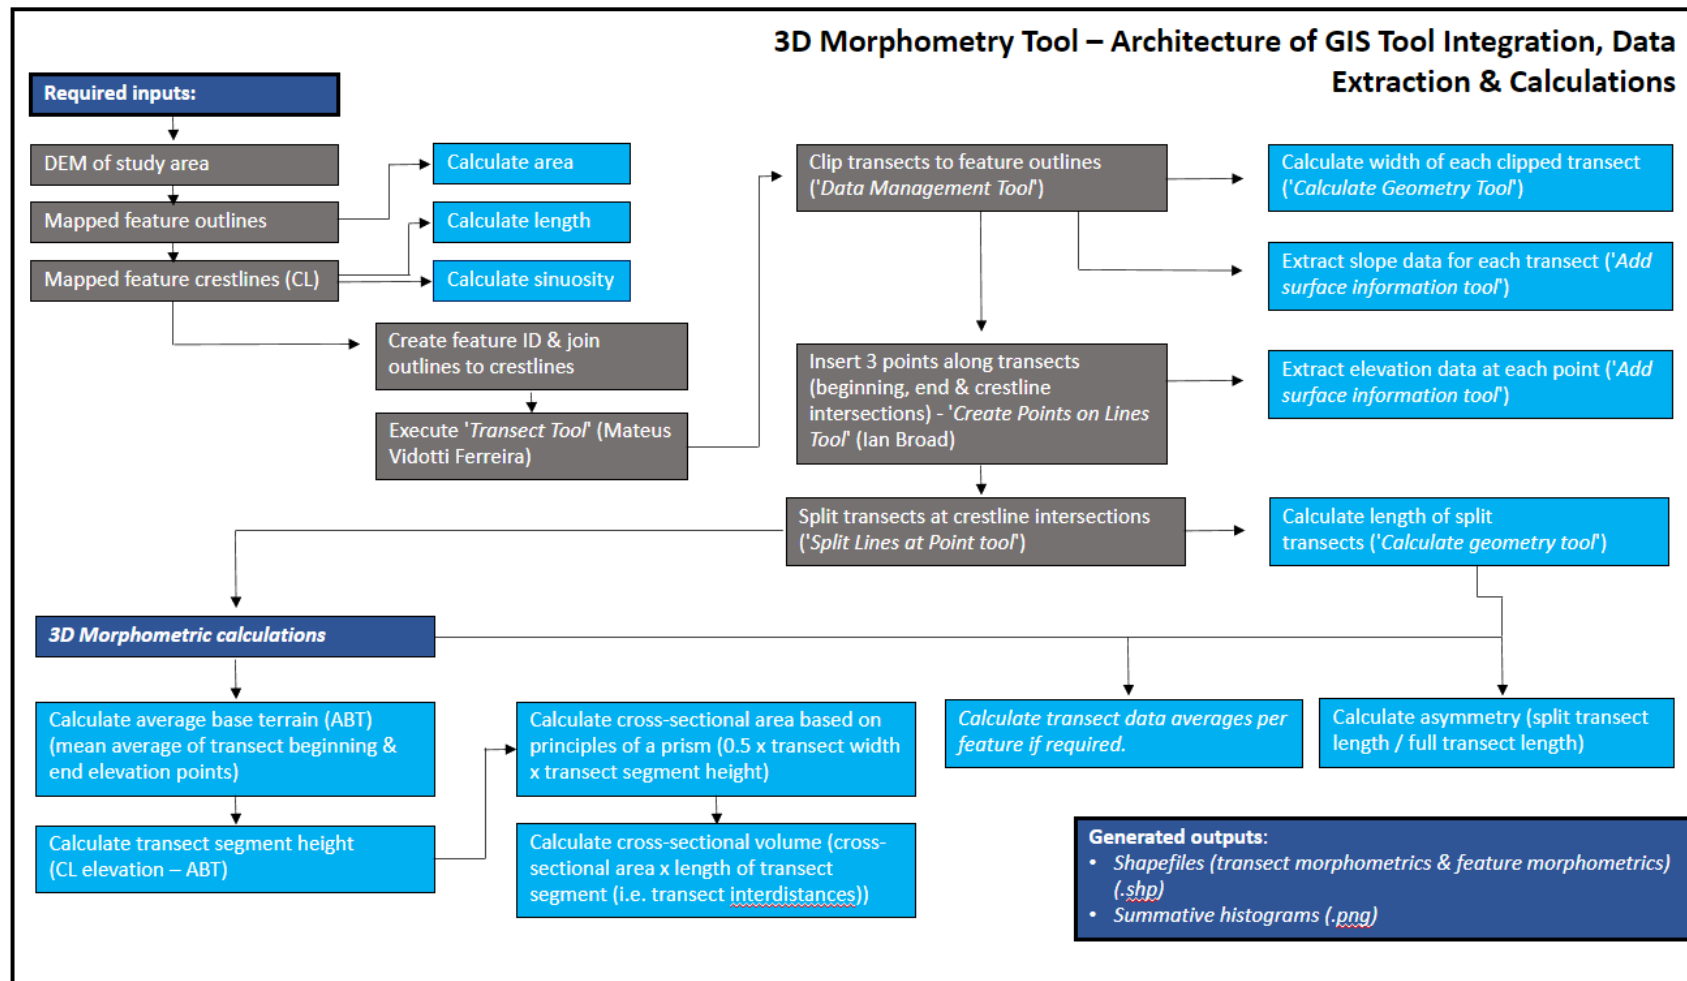 3D Morphometry Tool – Architecture of GIS Tool Integration, Data
Extraction & Calculations
Required inputs:
DEM of study area
Mapped feature outlines
Mapped feature crestlines (CL)
Calculate area
Calculate length
Calculate sinuosity
Create feature ID & join
outlines to crestlines
Execute 'Transect Tool' (Mateus
Vidotti Ferreira)
Clip transects to feature outlines
('Data Management Tool')
Calculate width of each clipped transect
('Calculate Geometry Tool')
Extract slope data for each transect ('Add
surface information tool')
Insert 3 points along transects
(beginning, end & crestline
intersections) - 'Create Points on Lines
Tool' (Ian Broad)
Extract elevation data at each point ('Add
surface information tool')
Split transects at crestline intersections
('Split Lines at Point tool')
Calculate length of split
transects ('Calculate geometry tool')
3D Morphometric calculations
Calculate average base terrain (ABT)
(mean average of transect beginning &
end elevation points)
Calculate transect segment height
(CL elevation – ABT)
Calculate cross-sectional area based on
principles of a prism (0.5 x transect width
x transect segment height)
Calculate cross-sectional volume (cross-
sectional area x length of transect
segment (i.e. transect interdistances))
Calculate transect data averages per
feature if required.
Calculate asymmetry (split transect
length / full transect length)
Generated outputs:
• Shapefiles (transect morphometrics & feature morphometrics)
(.shp)
• Summative histograms (.png)